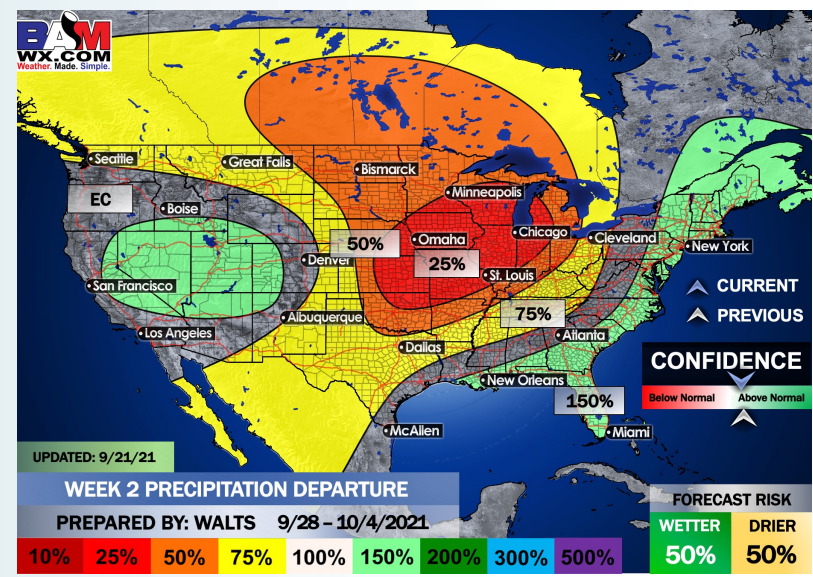 BAM
WX.COM
Weather. Made. Simple.
Seattle
Great Falls
Bismarck
Minneapolis
EC
Boise
50%
Omaha
Chicago
Cleveland
New York
Denver
25%
St. Louis
San Francisco
CURRENT
Albuquerque
75%
PREVIOUS
Los Angeles
Atlanta
Dallas
CONFIDENCE
New Orleans
Below Normal
Above Normal
150%
McAllen
Miami
UPDATED: 9/21/21
WEEK 2 PRECIPITATION DEPARTURE
PREPARED BY: WALTS 9/28 – 10/4/2021
FORECAST RISK
WETTER
DRIER
50%
50%
10% 25% 50% 75% 100% 150% 200% 300% 500%